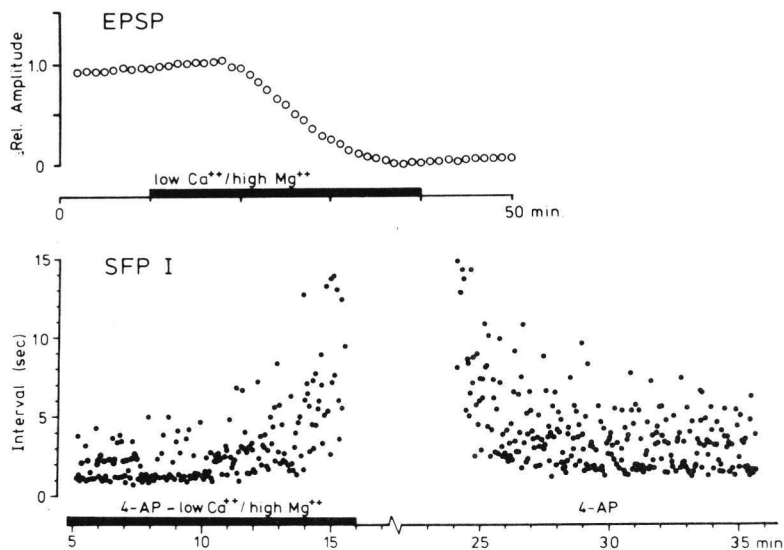 EPSP
Rel. Amplitude
1.0
0
low Ca++/high Mg++
0
50 min.
SFP I
Interval (sec)
15
10
5
0
4-AP - low Ca++/high Mg++
4-AP
5
10
15
25
30
35 min